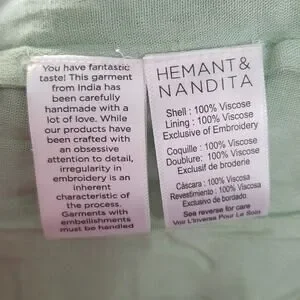 You have fantastic
taste! This garment
from India has
been carefully
handmade with a
lot of love. While
our products have
been crafted with
an obsessive
attention to detail,
irregularity in
embroidery is an
inherent
characteristic of
the process.
Garments with
embellishments
must be handled
HEMANT &
NANDITA
Shell : 100% Viscose
Lining : 100% Viscose
Exclusive of Embroidery
Coquille : 100% Viscose
Doublure: 100% Viscose
Exclusif de broderie
Cáscara : 100% Viscosa
Revestimiento : 100% Viscosa
Exclusivo de bordado
See reverse for care
Voir L'Inverse Pour Le Soin